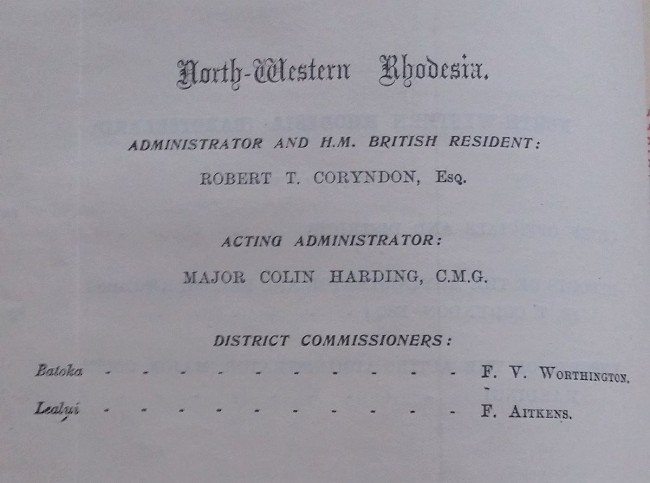 North-Western Rhodesia.
ADMINISTRATOR AND H.M. BRITISH RESIDENT:
ROBERT T. CORYNDON, Esq.
ACTING ADMINISTRATOR:
MAJOR COLIN HARDING, C.M.G.
DISTRICT COMMISSIONERS:
Batoka - - - - - - - - - - - F. V. Worthington.
Lealui - - - - - - - - - - - F. Aitkens.